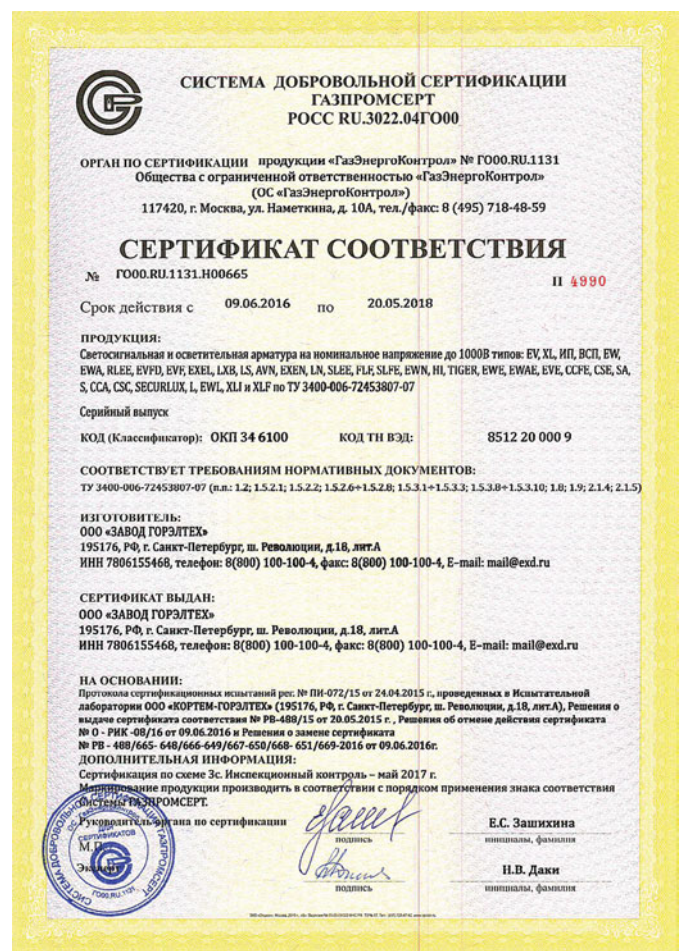 СИСТЕМА ДОБРОВОЛЬНОЙ СЕРТИФИКАЦИИ
ГАЗПРОМСЕРТ
РОСС RU.3022.04ГО00
ОРГАН ПО СЕРТИФИКАЦИИ продукции «ГазЭнергоКонтрол» № ГО00.RU.1131
Общества с ограниченной ответственностью «ГазЭнергоКонтрол»
(ОС «ГазЭнергоКонтрол»)
117420, г. Москва, ул. Наметкина, д. 10А, тел./факс: 8 (495) 718-48-59
СЕРТИФИКАТ СООТВЕТСТВИЯ
№ ГО00.RU.1131.Н00665
П 4990
Срок действия с 09.06.2016 по 20.05.2018
ПРОДУКЦИЯ:
Светосигнальная и осветительная арматура на номинальное напряжение до 1000В типов: EV, XL, ИП, ВСП, EW,
EWA, RLEE, EVFD, EVF, EXEL, LXB, LS, AVN, EXEN, LN, SLEE, FLF, SLFE, EWN, HI, TIGER, EWE, EWAE, EVE, CCFE, CSE, SA,
S, CCA, CSC, SECURLUX, L, EWL, XLI и XLF по ТУ 3400-006-72453807-07
Серийный выпуск
КОД (Классификатор): ОКП 34 6100 КОД ТН ВЭД: 8512 20 000 9
СООТВЕТСТВУЕТ ТРЕБОВАНИЯМ НОРМАТИВНЫХ ДОКУМЕНТОВ:
ТУ 3400-006-72453807-07 (п.п.: 1.2; 1.5.2.1; 1.5.2.2; 1.5.2.6÷1.5.2.8; 1.5.3.1÷1.5.3.3; 1.5.3.8÷1.5.3.10; 1.8; 1.9; 2.1.4; 2.1.5)
ИЗГОТОВИТЕЛЬ:
ООО «ЗАВОД ГОРЭЛТЕХ»
195176, РФ, г. Санкт-Петербург, ш. Революции, д.18, лит.А
ИНН 7806155468, телефон: 8(800) 100-100-4, факс: 8(800) 100-100-4, E-mail: mail@exd.ru
СЕРТИФИКАТ ВЫДАН:
ООО «ЗАВОД ГОРЭЛТЕХ»
195176, РФ, г. Санкт-Петербург, ш. Революции, д.18, лит.А
ИНН 7806155468, телефон: 8(800) 100-100-4, факс: 8(800) 100-100-4, E-mail: mail@exd.ru
НА ОСНОВАНИИ:
Протокола сертификационных испытаний рег. № ПИ-072/15 от 24.04.2015 г., проведенных в Испытательной
лаборатории ООО «КОРТЕМ-ГОРЭЛТЕХ» (195176, РФ, г. Санкт-Петербург, ш. Революции, д.18, лит.А), Решения о
выдаче сертификата соответствия № РВ-488/15 от 20.05.2015 г. , Решения об отмене действия сертификата
№ О - РИК -08/16 от 09.06.2016 и Решения о замене сертификата
№ РВ - 488/665- 648/666-649/667-650/668- 651/669-2016 от 09.06.2016г.
ДОПОЛНИТЕЛЬНАЯ ИНФОРМАЦИЯ:
Сертификация по схеме 3с. Инспекционный контроль – май 2017 г.
Маркирование продукции производить в соответствии с порядком применения знака соответствия
Системы ГАЗПРОМСЕРТ.
Руководитель органа по сертификации
Е.С. Зашихина
подпись инициалы, фамилия
М.П.
Эксперт
Н.В. Даки
подпись инициалы, фамилия
СИСТЕМА ДОБРОВОЛЬНОЙ СЕРТИФИКАЦИИ ГАЗПРОМСЕРТ
ДЛЯ
СЕРТИФИКАТОВ
ГО00.RU.1131